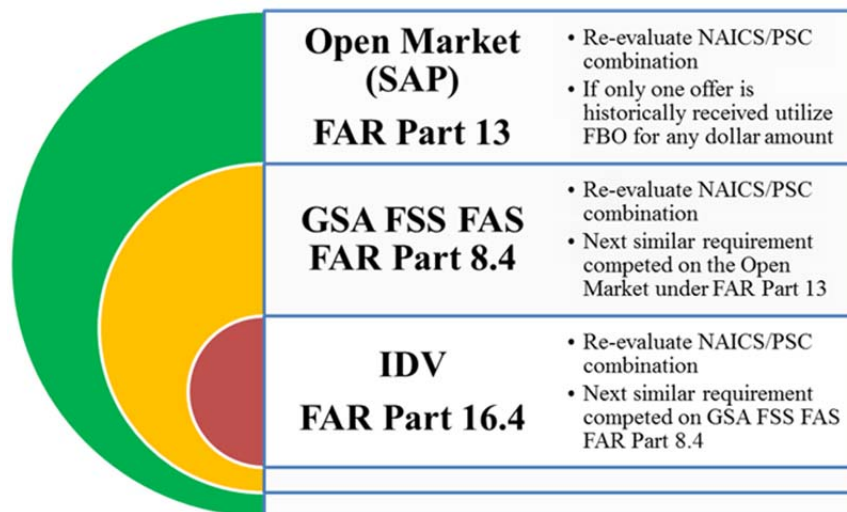 Open Market
(SAP)
FAR Part 13
• Re-evaluate NAICS/PSC
combination
• If only one offer is
historically received utilize
FBO for any dollar amount
GSA FSS FAS
FAR Part 8.4
• Re-evaluate NAICS/PSC
combination
• Next similar requirement
competed on the Open
Market under FAR Part 13
IDV
FAR Part 16.4
• Re-evaluate NAICS/PSC
combination
• Next similar requirement
competed on GSA FSS FAS
FAR Part 8.4